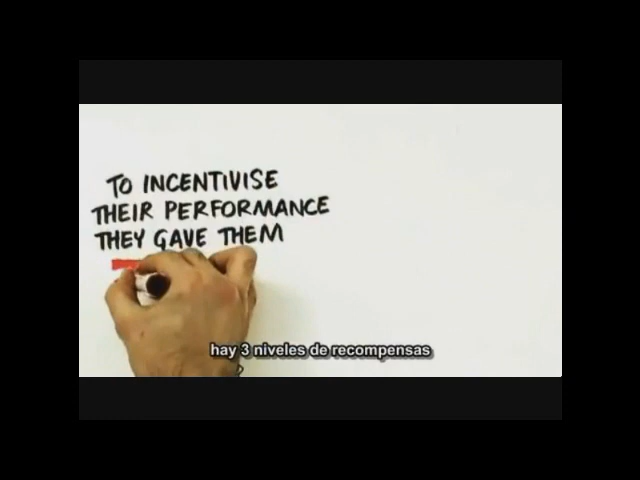 TO INCENTIVISE
THEIR PERFORMANCE
THEY GAVE THEM
hay 3 niveles de recompensas